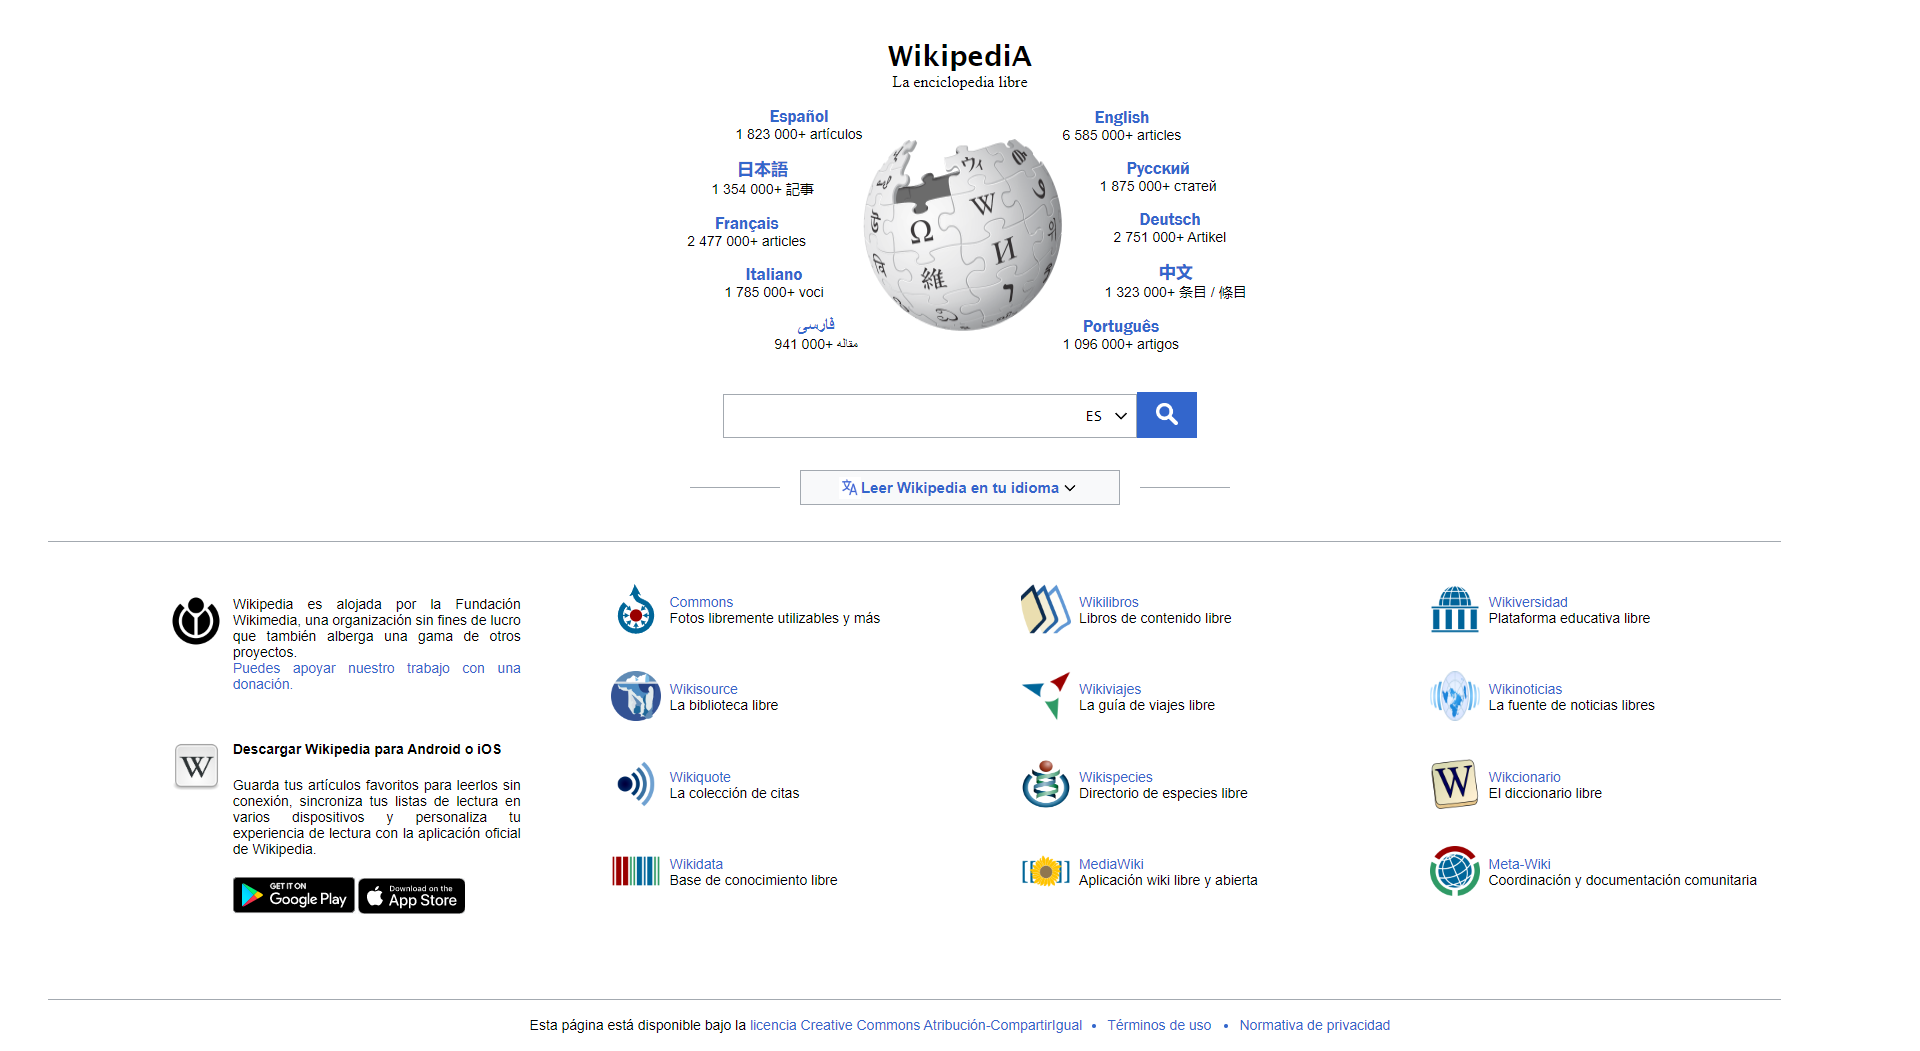 WikipediA
La enciclopedia libre
Español
1 823 000+ artículos
English
6 585 000+ articles
日本語
1 354 000+ 記事
Русский
1 875 000+ статей
Français
2 477 000+ articles
Deutsch
2 751 000+ Artikel
Italiano
1 785 000+ voci
中文
1 323 000+ 条目 / 條目
فارسی
941 000+ مقاله
Português
1 096 000+ artigos
Ω W И 維 ウィ 7
ES
Leer Wikipedia en tu idioma
Wikipedia es alojada por la Fundación
Wikimedia, una organización sin fines de lucro
que también alberga una gama de otros
proyectos.
Puedes apoyar nuestro trabajo con una
donación.
W
Descargar Wikipedia para Android o iOS
Guarda tus artículos favoritos para leerlos sin
conexión, sincroniza tus listas de lectura en
varios dispositivos y personaliza tu
experiencia de lectura con la aplicación oficial
de Wikipedia.
GET IT ON
Google Play
Download on the
App Store
Commons
Fotos libremente utilizables y más
Wikilibros
Libros de contenido libre
Wikiversidad
Plataforma educativa libre
Wikisource
La biblioteca libre
Wikiviajes
La guía de viajes libre
Wikinoticias
La fuente de noticias libres
Wikiquote
La colección de citas
Wikispecies
Directorio de especies libre
W
Wikcionario
El diccionario libre
Wikidata
Base de conocimiento libre
MediaWiki
Aplicación wiki libre y abierta
Meta-Wiki
Coordinación y documentación comunitaria
Esta página está disponible bajo la licencia Creative Commons Atribución-CompartirIgual • Términos de uso • Normativa de privacidad